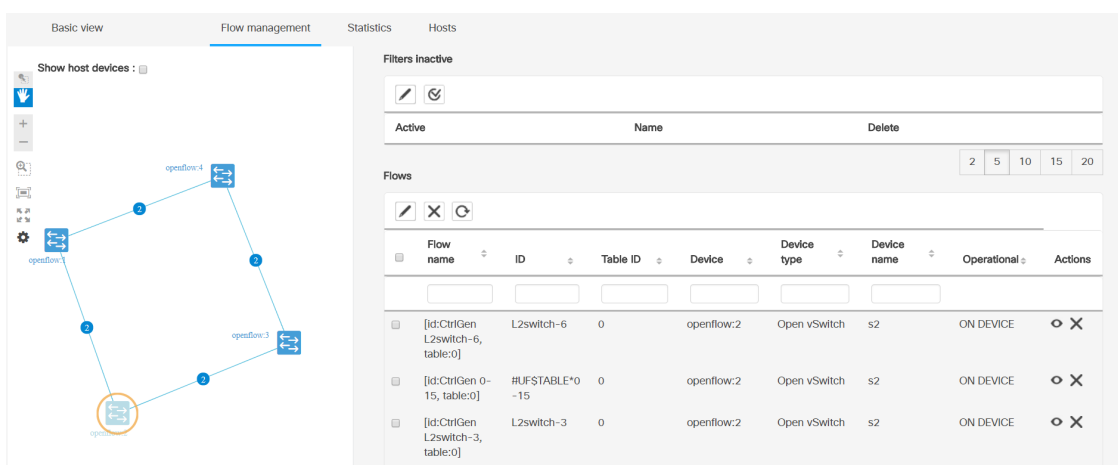 Basic view Flow management Statistics Hosts
Show host devices :
openflow:4
2
openflow:1
2
2
openflow:3
2
Filters inactive
Active Name Delete
2 5 10 15 20
Flows
Flow name ID Table ID Device Device type Device name Operational Actions
[id:CtrlGen L2switch-6 0 openflow:2 Open vSwitch s2 ON DEVICE
L2switch-6,
table:0]
[id:CtrlGen 0- #UF$TABLE*0 0 openflow:2 Open vSwitch s2 ON DEVICE
15, table:0] -15
[id:CtrlGen L2switch-3 0 openflow:2 Open vSwitch s2 ON DEVICE
L2switch-3,
table:0]